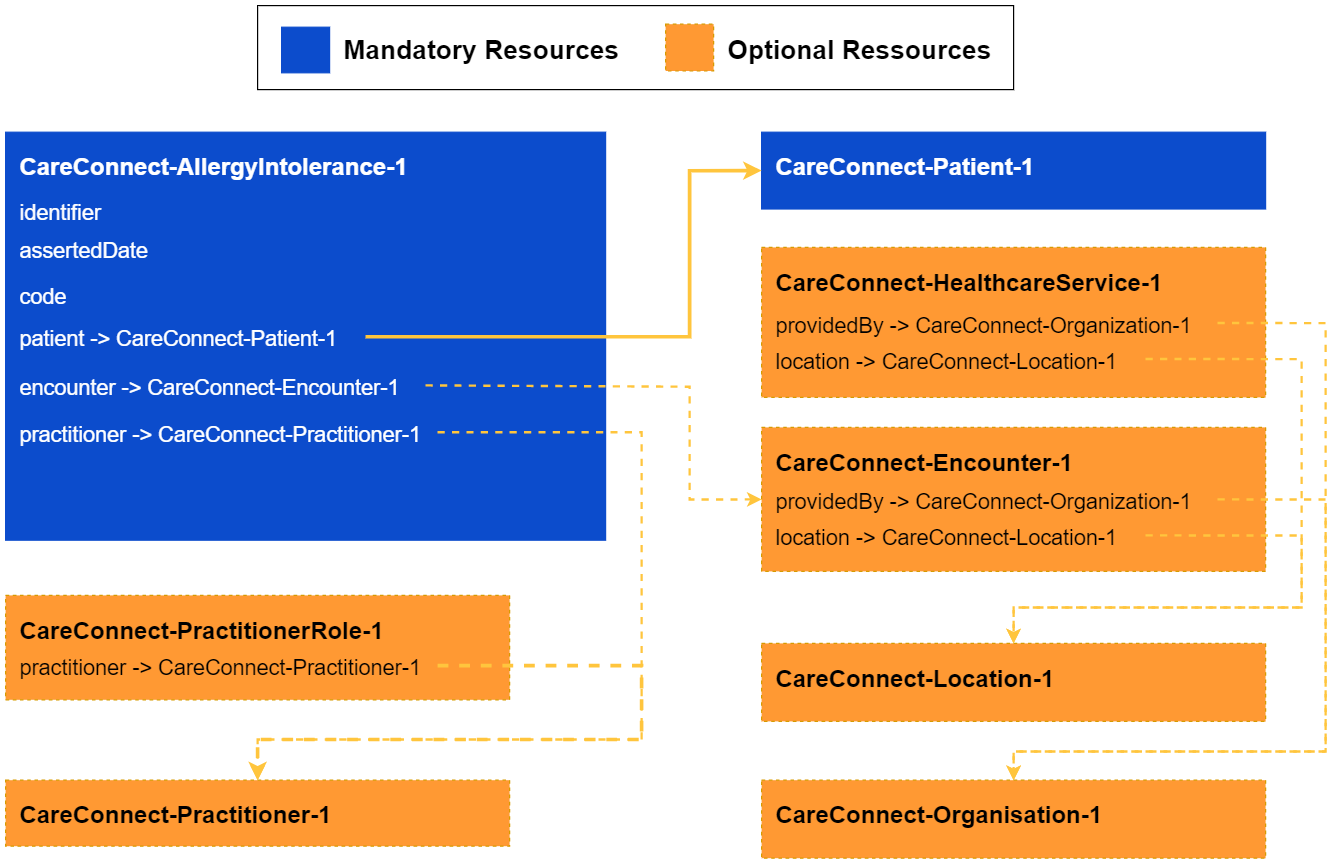 Mandatory Resources
Optional Ressources
CareConnect-AllergyIntolerance-1
identifier
assertedDate
code
patient -> CareConnect-Patient-1
encounter -> CareConnect-Encounter-1
practitioner -> CareConnect-Practitioner-1
CareConnect-PractitionerRole-1
practitioner -> CareConnect-Practitioner-1
CareConnect-Practitioner-1
CareConnect-Patient-1
CareConnect-HealthcareService-1
providedBy -> CareConnect-Organization-1
location -> CareConnect-Location-1
CareConnect-Encounter-1
providedBy -> CareConnect-Organization-1
location -> CareConnect-Location-1
CareConnect-Location-1
CareConnect-Organisation-1